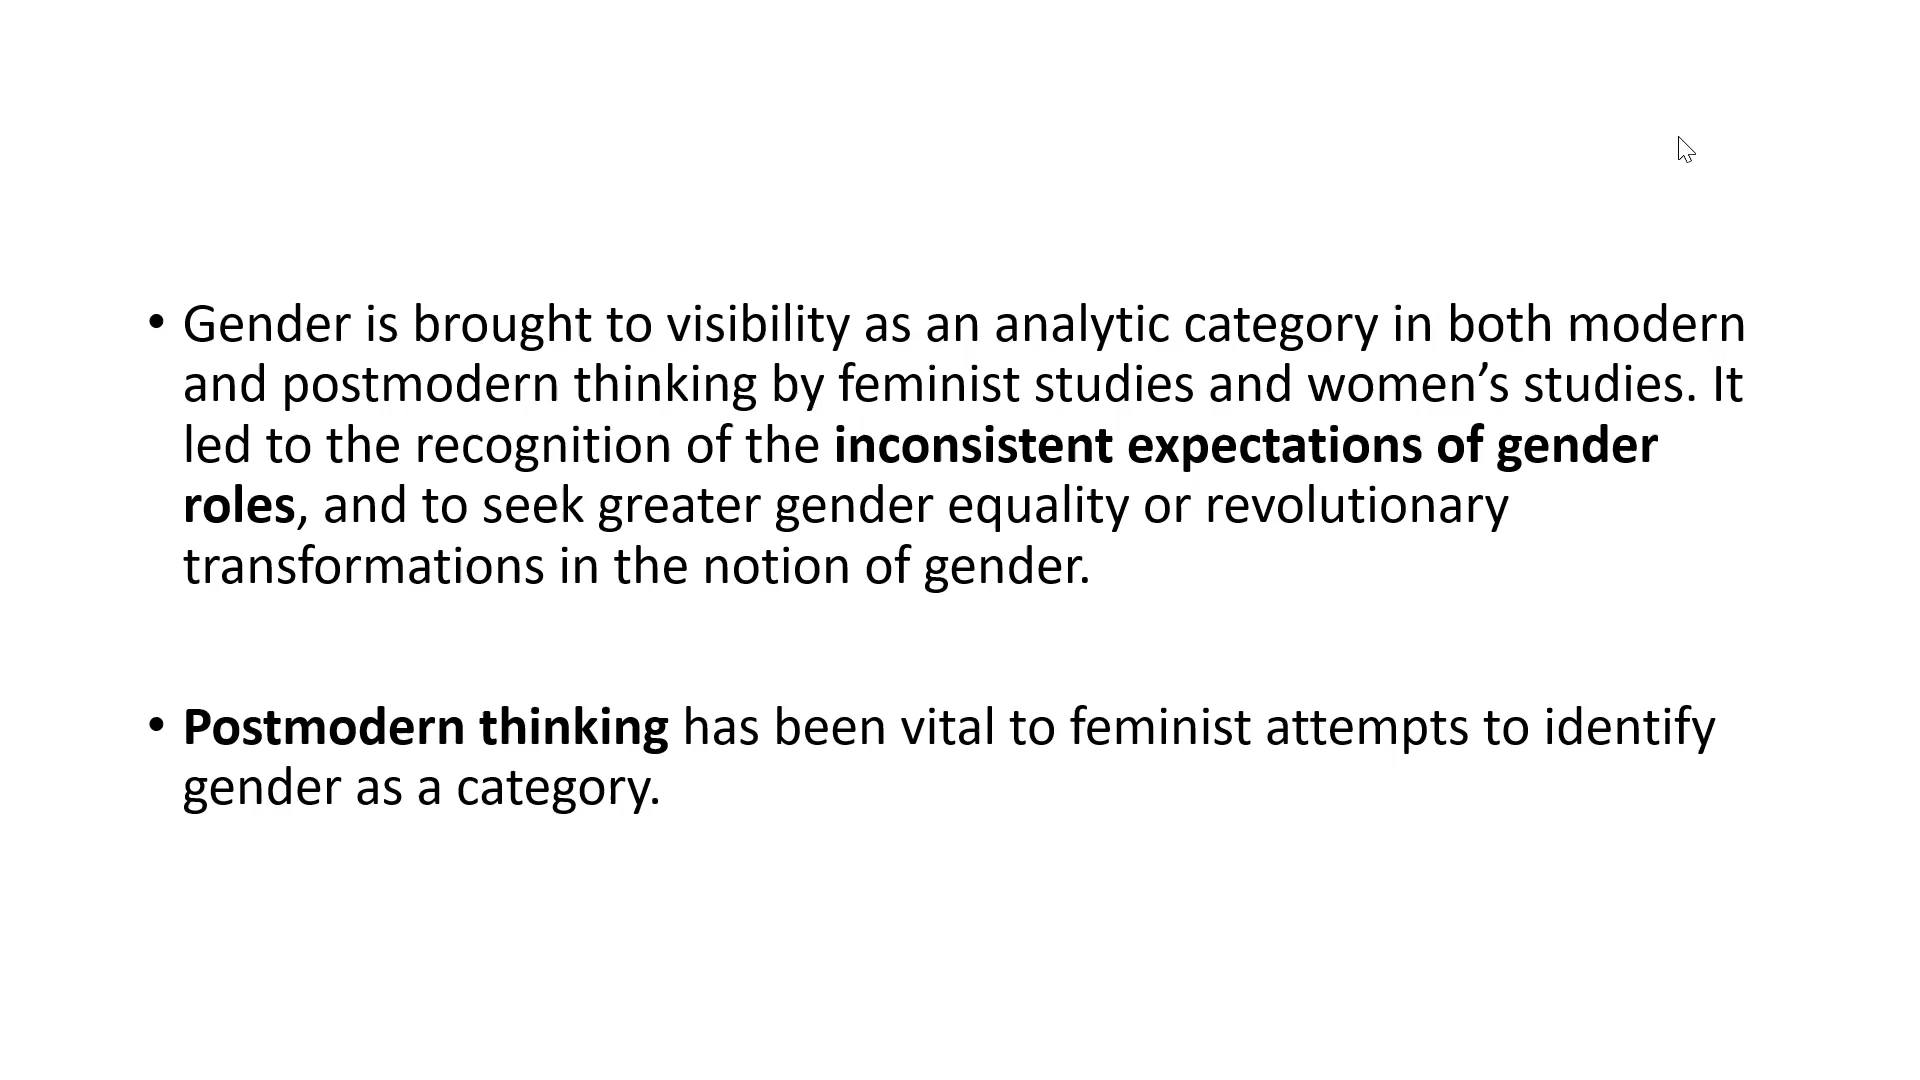 • Gender is brought to visibility as an analytic category in both modern
and postmodern thinking by feminist studies and women’s studies. It
led to the recognition of the inconsistent expectations of gender
roles, and to seek greater gender equality or revolutionary
transformations in the notion of gender.
• Postmodern thinking has been vital to feminist attempts to identify
gender as a category.